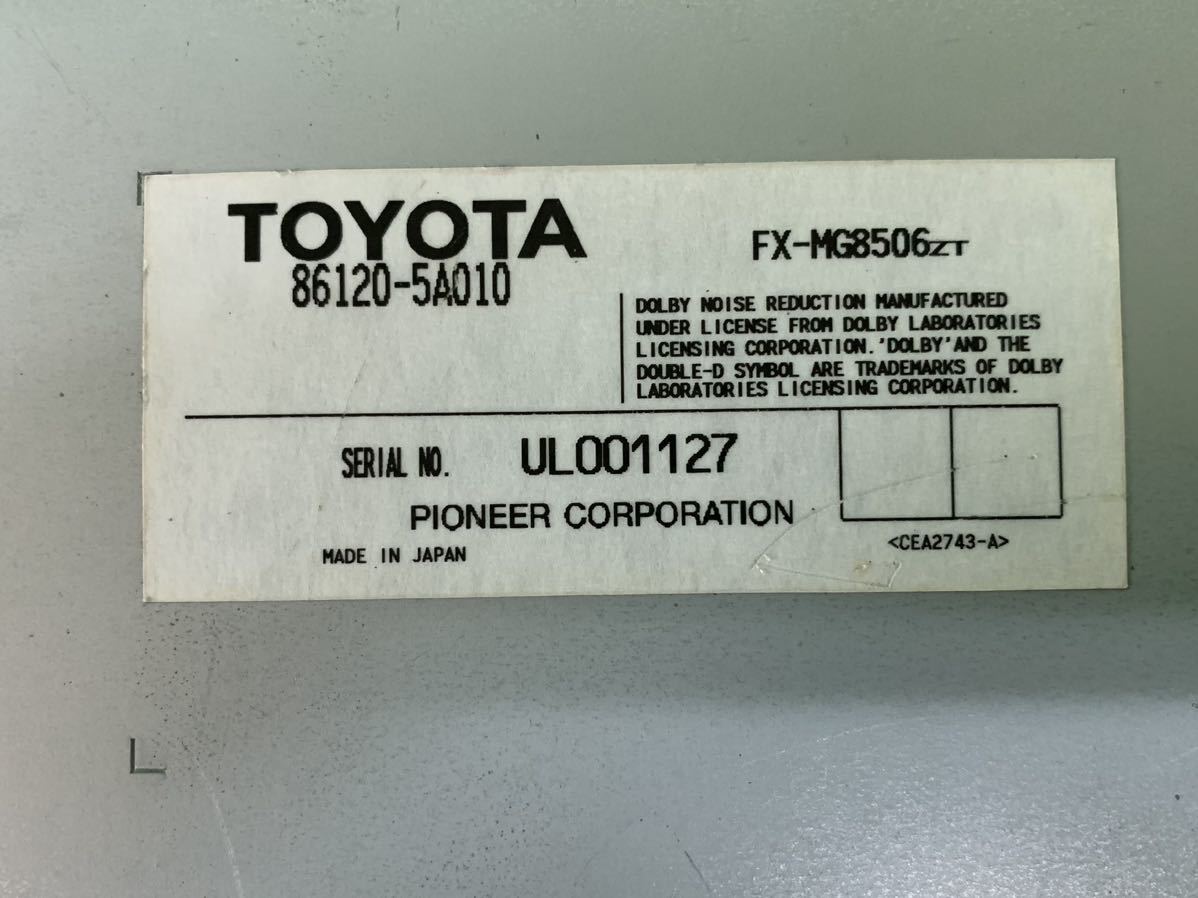 TOYOTA
86120-5A010
FX-MG8506ZT
DOLBY NOISE REDUCTION MANUFACTURED
UNDER LICENSE FROM DOLBY LABORATORIES
LICENSING CORPORATION.'DOLBY'AND THE
DOUBLE-D SYMBOL ARE TRADEMARKS OF DOLBY
LABORATORIES LICENSING CORPORATION.
SERIAL NO. UL001127
PIONEER CORPORATION
MADE IN JAPAN
<CEA2743-A>